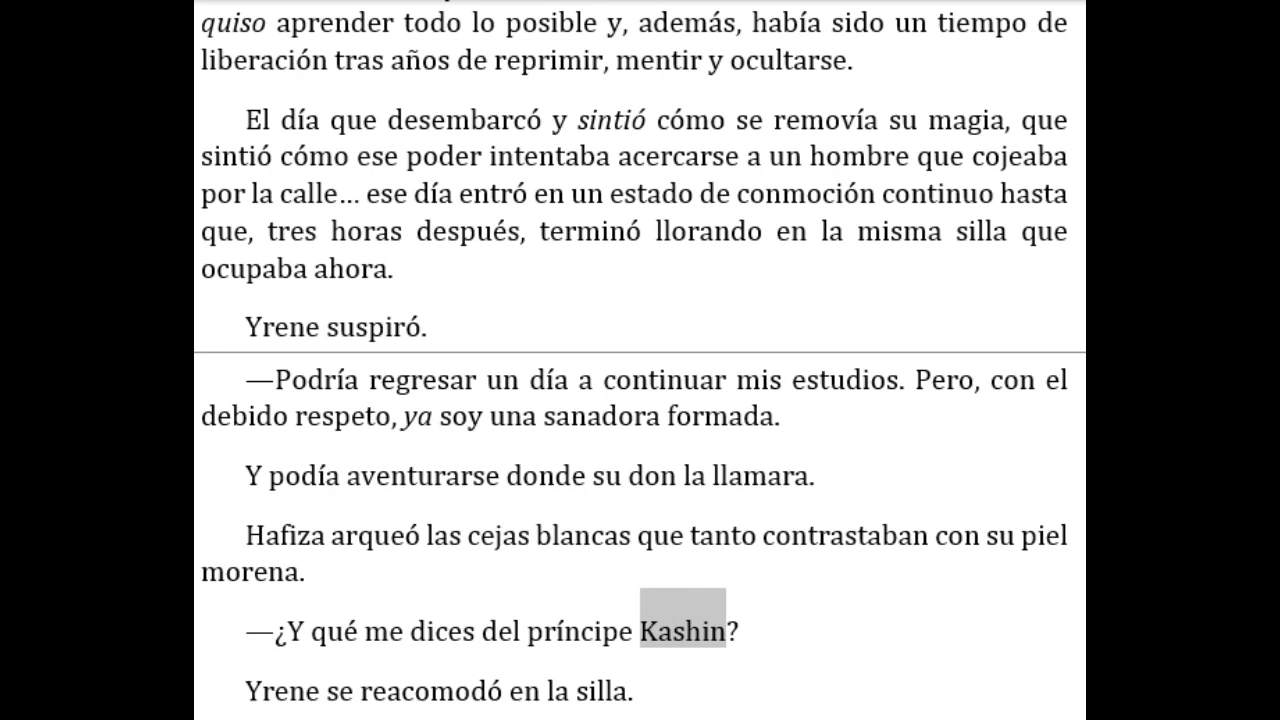 quiso aprender todo lo posible y, además, había sido un tiempo de
liberación tras años de reprimir, mentir y ocultarse.
El día que desembarcó y sintió cómo se removía su magia, que
sintió cómo ese poder intentaba acercarse a un hombre que cojeaba
por la calle… ese día entró en un estado de conmoción continuo hasta
que, tres horas después, terminó llorando en la misma silla que
ocupaba ahora.
Yrene suspiró.
—Podría regresar un día a continuar mis estudios. Pero, con el
debido respeto, ya soy una sanadora formada.
Y podía aventurarse donde su don la llamara.
Hafiza arqueó las cejas blancas que tanto contrastaban con su piel
morena.
—¿Y qué me dices del príncipe Kashin?
Yrene se reacomodó en la silla.